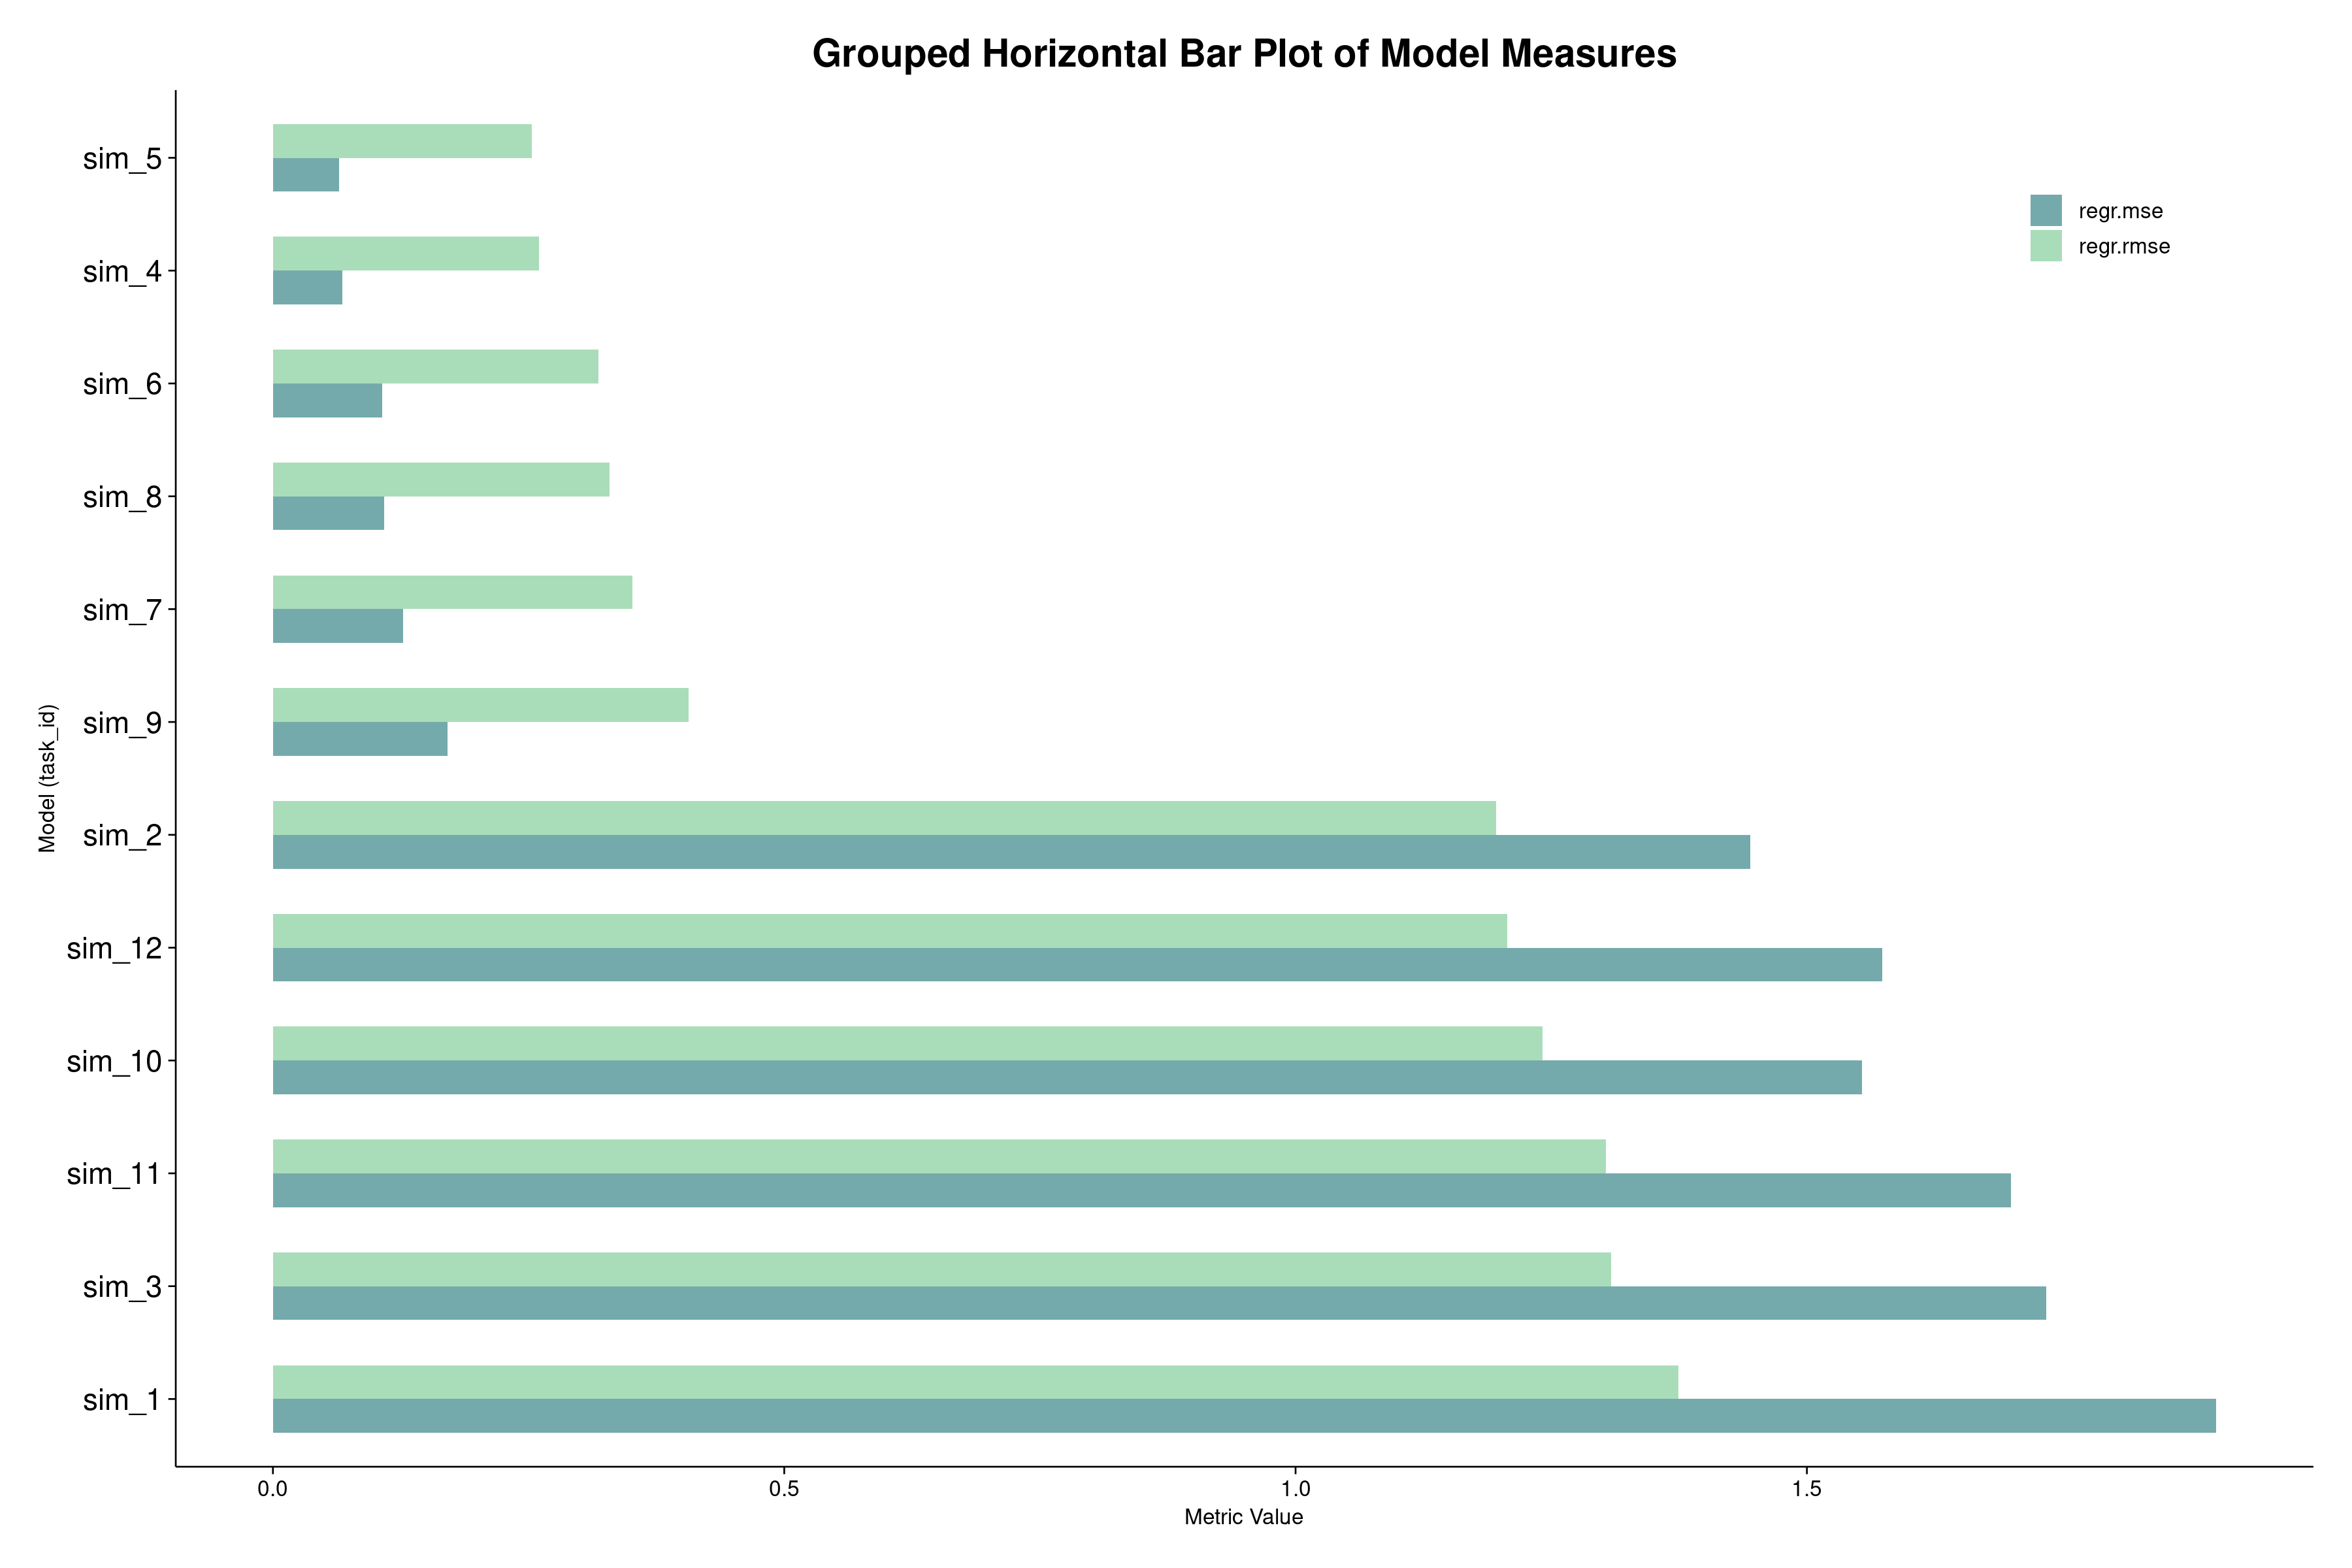 Grouped Horizontal Bar Plot of Model Measures
sim_5
sim_4
sim_6
sim_8
sim_7
sim_9
sim_2
sim_12
sim_10
sim_11
sim_3
sim_1
Model (task_id)
regr.mse
regr.rmse
0.0 0.5 1.0 1.5
Metric Value